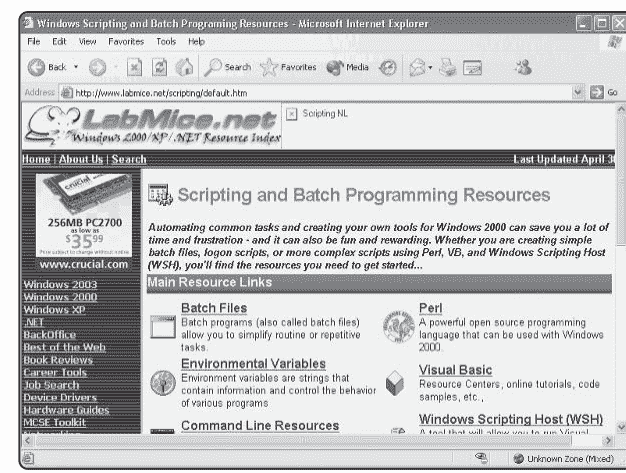 Windows Scripting and Batch Programing Resources - Microsoft Internet Explorer
File Edit View Favorites Tools Help
Back Search Favorites Media
Address http://www.labmice.net/scripting/default.htm Go
LabMice.net
Windows 2000/XP/.NET Resource Index
Scripting NL
Home | About Us | Search
Last Updated April 30
crucial
256MB PC2700
as low as
$35.99
www.crucial.com
Windows 2003
Windows 2000
Windows XP
.NET
BackOffice
Best of the Web
Book Reviews
Career Tools
Job Search
Device Drivers
Hardware Guides
MCSE Toolkit
Scripting and Batch Programming Resources
Automating common tasks and creating your own tools for Windows 2000 can save you a lot of
time and frustration - and it can also be fun and rewarding. Whether you are creating simple
batch files, logon scripts, or more complex scripts using Perl, VB, and Windows Scripting Host
(WSH), you'll find the resources you need to get started...
Main Resource Links
Batch Files
Batch programs (also called batch files)
allow you to simplify routine or repetitive
tasks.
Environmental Variables
Environment variables are strings that
contain information and control the behavior
of various programs
Command Line Resources
Perl
A powerful open source programming
language that can be used with Windows
2000.
Visual Basic
Resource Centers, online tutorials, code
samples, etc.,
Windows Scripting Host (WSH)
A tool that will allow you to run Visual
Unknown Zone (Mixed)